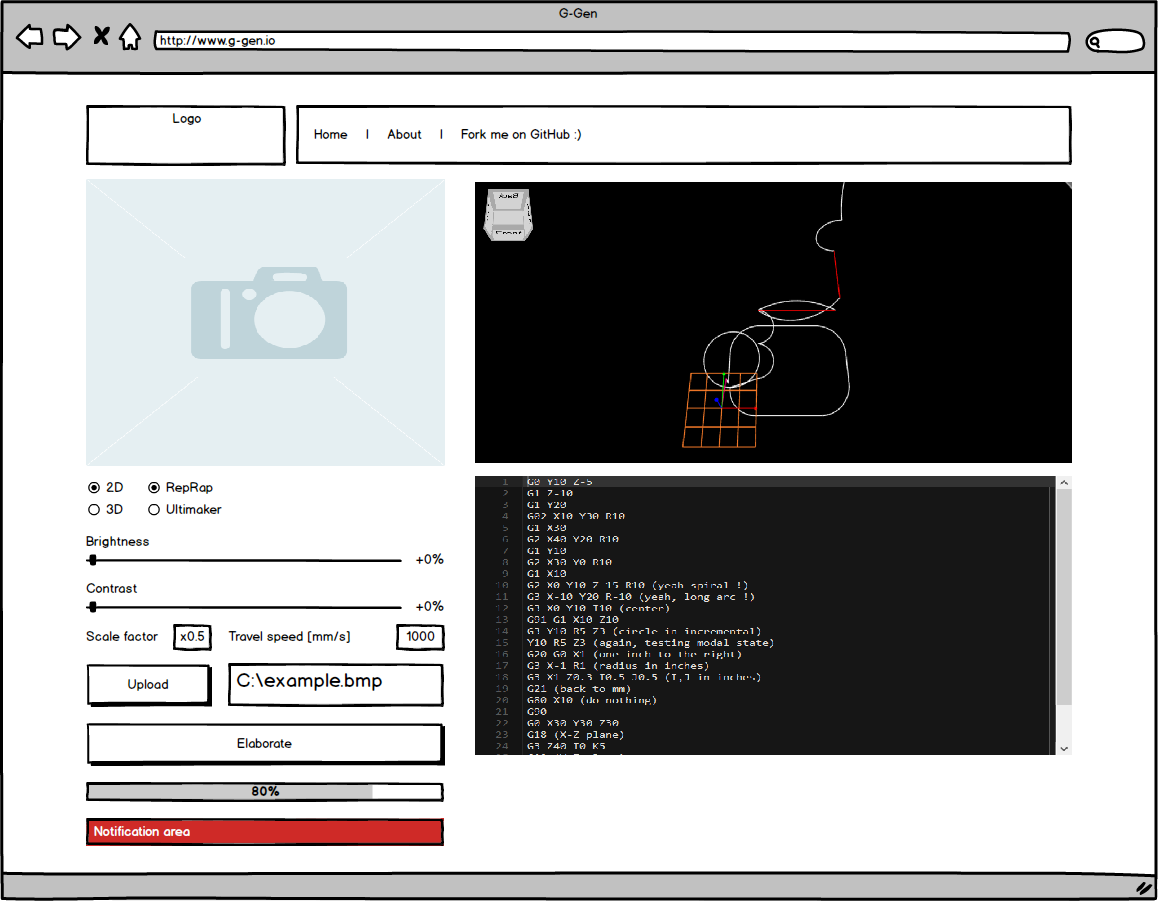 G-Gen
http://www.g-gen.io
Logo
Home | About | Fork me on GitHub :)
Back
Front
2D RepRap
3D Ultimaker
Brightness
+0%
Contrast
+0%
Scale factor x0.5 Travel speed [mm/s] 1000
Upload C:\example.bmp
Elaborate
80%
Notification area
1 G0 Y10 Z-5
2 G1 Z-10
3 G1 Y20
4 G02 X10 Y30 R10
5 G1 X30
6 G2 X40 Y20 R10
7 G1 Y10
8 G2 X30 Y0 R10
9 G1 X10
10 G2 X0 Y10 Z-15 R10 (yeah spiral !)
11 G3 X-10 Y20 R-10 (yeah, long arc !)
12 G3 X0 Y10 I10 (center)
13 G91 G1 X10 Z10
14 G3 Y10 R5 Z3 (circle in incremental)
15 Y10 R5 Z3 (again, testing modal state)
16 G20 G0 X1 (one inch to the right)
17 G3 X-1 R1 (radius in inches)
18 G3 X1 Z0.3 I0.5 J0.5 (I,J in inches)
19 G21 (back to mm)
20 G80 X10 (do nothing)
21 G90
22 G0 X30 Y30 Z30
23 G18 (X-Z plane)
24 G3 Z40 I0 K5